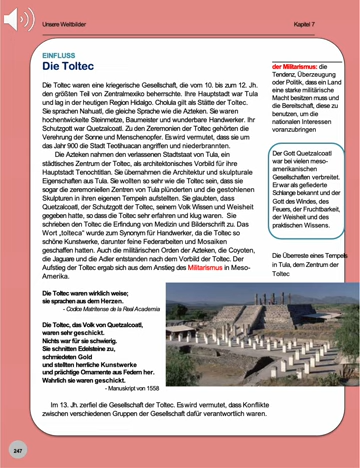 Unsere Weltbilder
Kapitel 7
EINFLUSS
Die Toltec
Die Toltec waren eine kriegerische Gesellschaft, die vom 10. bis zum 12. Jh.
den größten Teil von Zentralmexiko beherrschte. Ihre Hauptstadt war Tula
und lag in der heutigen Region Hidalgo. Cholula gilt als Stätte der Toltec.
Sie sprachen Nahuatl, die gleiche Sprache wie die Azteken. Sie waren
hochentwickelte Steinmetze, Baumeister und wunderbare Handwerker. Ihr
Schutzgott war Quetzalcoatl. Zu den Zeremonien der Toltec gehörten die
Verehrung der Sonne und Menschenopfer. Es wird vermutet, dass sie um
das Jahr 900 die Stadt Teotihuacan angriffen und niederbrannten.
Die Azteken nahmen den verlassenen Stadtstaat von Tula, ein
städtisches Zentrum der Toltec, als architektonisches Vorbild für ihre
Hauptstadt Tenochtitlan. Sie übernahmen die Architektur und skulpturale
Eigenschaften aus Tula. Sie wollten so sehr wie die Toltec sein, dass sie
sogar die zeremoniellen Zentren von Tula plünderten und die gestohlenen
Skulpturen in ihren eigenen Tempeln aufstellten. Sie glaubten, dass
Quetzalcoatl, der Schutzgott der Toltec, seinem Volk Wissen und Weisheit
gegeben hatte, so dass die Toltec sehr erfahren und klug waren. Sie
schrieben den Toltec die Erfindung von Medizin und Bilderschrift zu. Das
Wort „tolteca" wurde zum Synonym für Handwerker, da die Toltec so
schöne Kunstwerke, darunter feine Federarbeiten und Mosaiken
geschaffen hatten. Auch die militärischen Orden der Azteken, die Coyoten,
die Jaguare und die Adler entstanden nach dem Vorbild der Toltec. Der
Aufstieg der Toltec ergab sich aus dem Anstieg des Militarismus in Meso-
Amerika.
der Militarismus: die
Tendenz, Überzeugung
oder Politik, dass ein Land
eine starke militärische
Macht besitzen muss und
die Bereitschaft, diese zu
benutzen, um die
nationalen Interessen
voranzubringen
Der Gott Quetzalcoatl
war bei vielen meso-
amerikanischen
Gesellschaften verbreitet.
Er war als gefiederte
Schlange bekannt und der
Gott des Windes, des
Feuers, der Fruchtbarkeit,
der Weisheit und des
praktischen Wissens.
Die Überreste eines Tempels
in Tula, dem Zentrum der
Toltec
Die Toltec waren wirklich weise;
sie sprachen aus dem Herzen.
- Codice Matritense de la Real Academia
Die Toltec, das Volk von Quetzalcoatl,
waren sehr geschickt.
Nichts war für sie schwierig.
Sie schnitten Edelsteine zu,
schmiedeten Gold
und stellten herrliche Kunstwerke
und prächtige Ornamente aus Federn her.
Wahrlich sie waren geschickt.
- Manuskript von 1558
Im 13. Jh. zerfiel die Gesellschaft der Toltec. Es wird vermutet, dass Konflikte
zwischen verschiedenen Gruppen der Gesellschaft dafür verantwortlich waren.
247